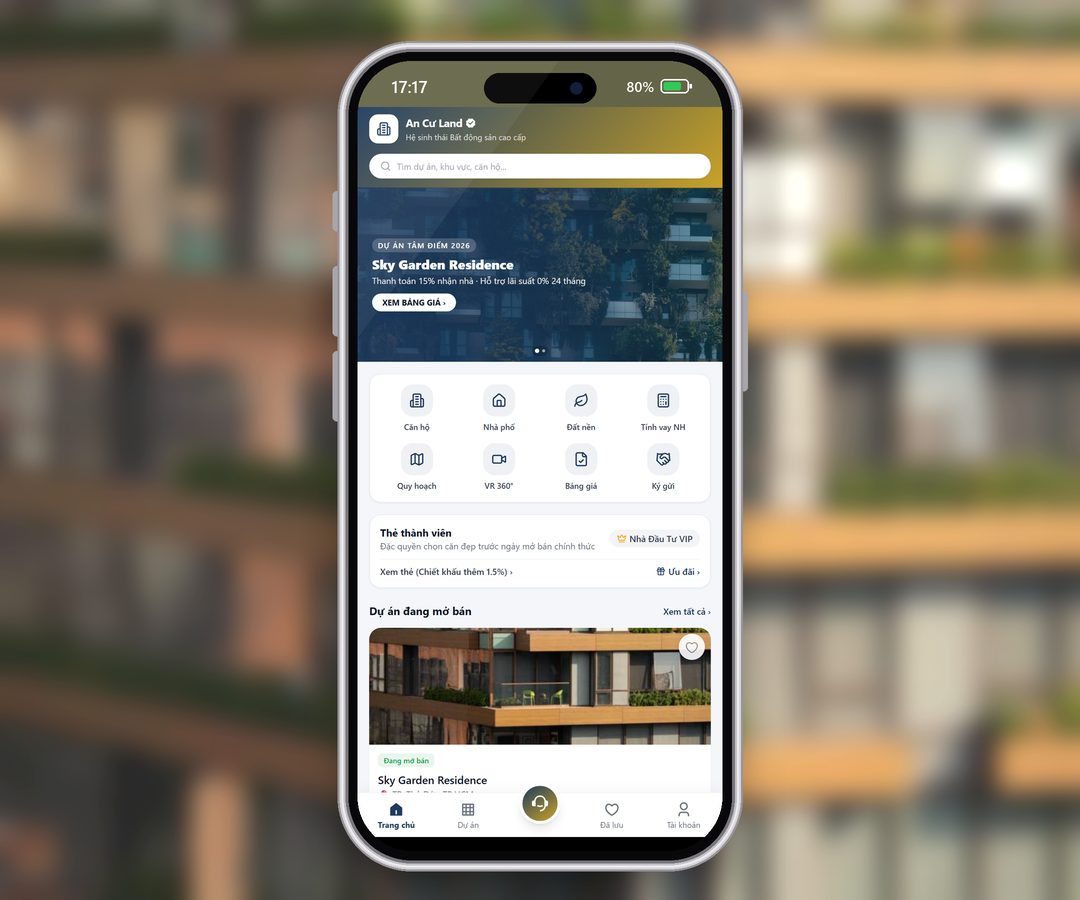 17:17
80%
An Cư Land
Hệ sinh thái Bất động sản cao cấp
Tìm dự án, khu vực, căn hộ...
DỰ ÁN TÂM ĐIỂM 2026
Sky Garden Residence
Thanh toán 15% nhận nhà · Hỗ trợ lãi suất 0% 24 tháng
XEM BẢNG GIÁ ›
Căn hộ
Nhà phố
Đất nền
Tính vay NH
Quy hoạch
VR 360°
Bảng giá
Ký gửi
Thẻ thành viên
Đặc quyền chọn căn đẹp trước ngày mở bán chính thức
Nhà Đầu Tư VIP
Xem thẻ (Chiết khấu thêm 1.5%) ›
Ưu đãi ›
Dự án đang mở bán
Xem tất cả ›
Đang mở bán
Sky Garden Residence
Trang chủ
Dự án
Đã lưu
Tài khoản